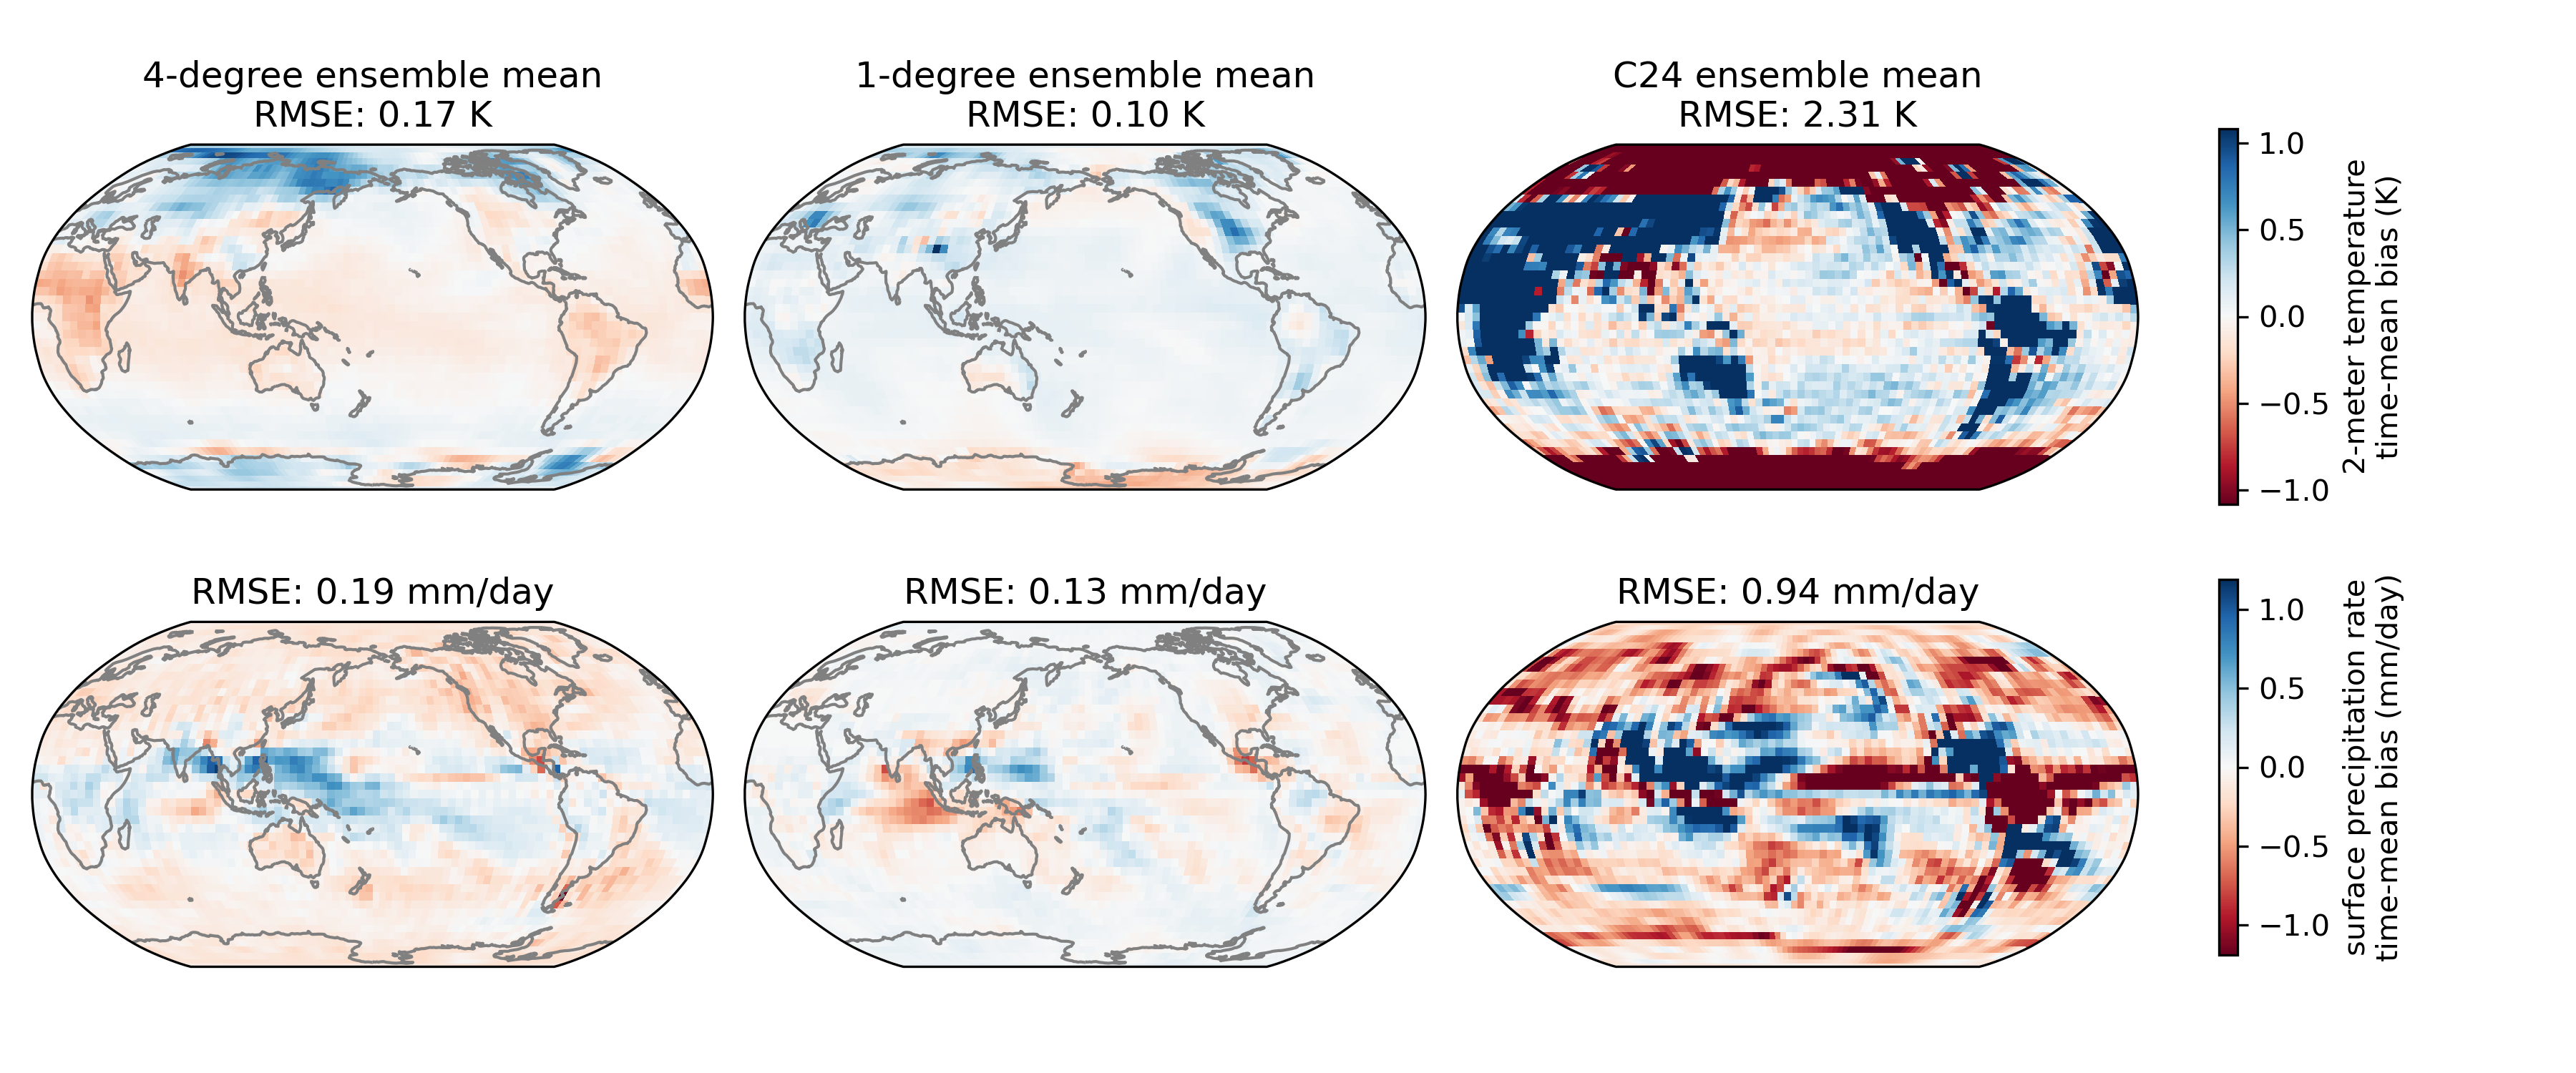 4-degree ensemble mean
RMSE: 0.17 K
1-degree ensemble mean
RMSE: 0.10 K
C24 ensemble mean
RMSE: 2.31 K
1.0
0.5
0.0
−0.5
−1.0
2-meter temperature
time-mean bias (K)
RMSE: 0.19 mm/day
RMSE: 0.13 mm/day
RMSE: 0.94 mm/day
1.0
0.5
0.0
−0.5
−1.0
surface precipitation rate
time-mean bias (mm/day)